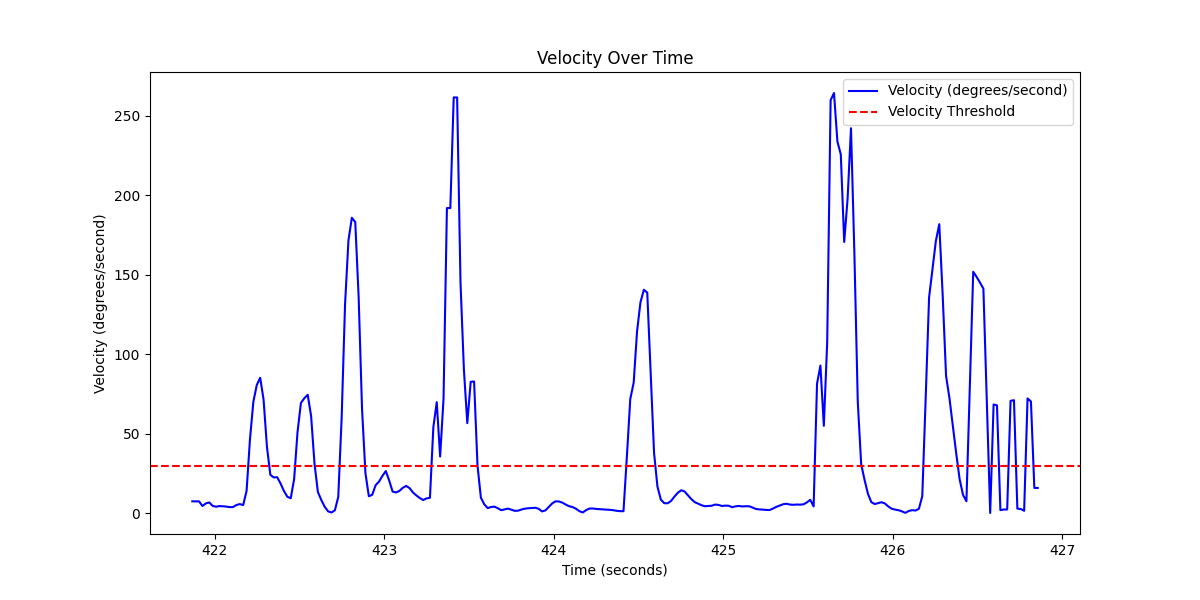 Velocity Over Time
Velocity (degrees/second)
Velocity Threshold
Velocity (degrees/second)
250
200
150
100
50
0
422
423
424
425
426
427
Time (seconds)